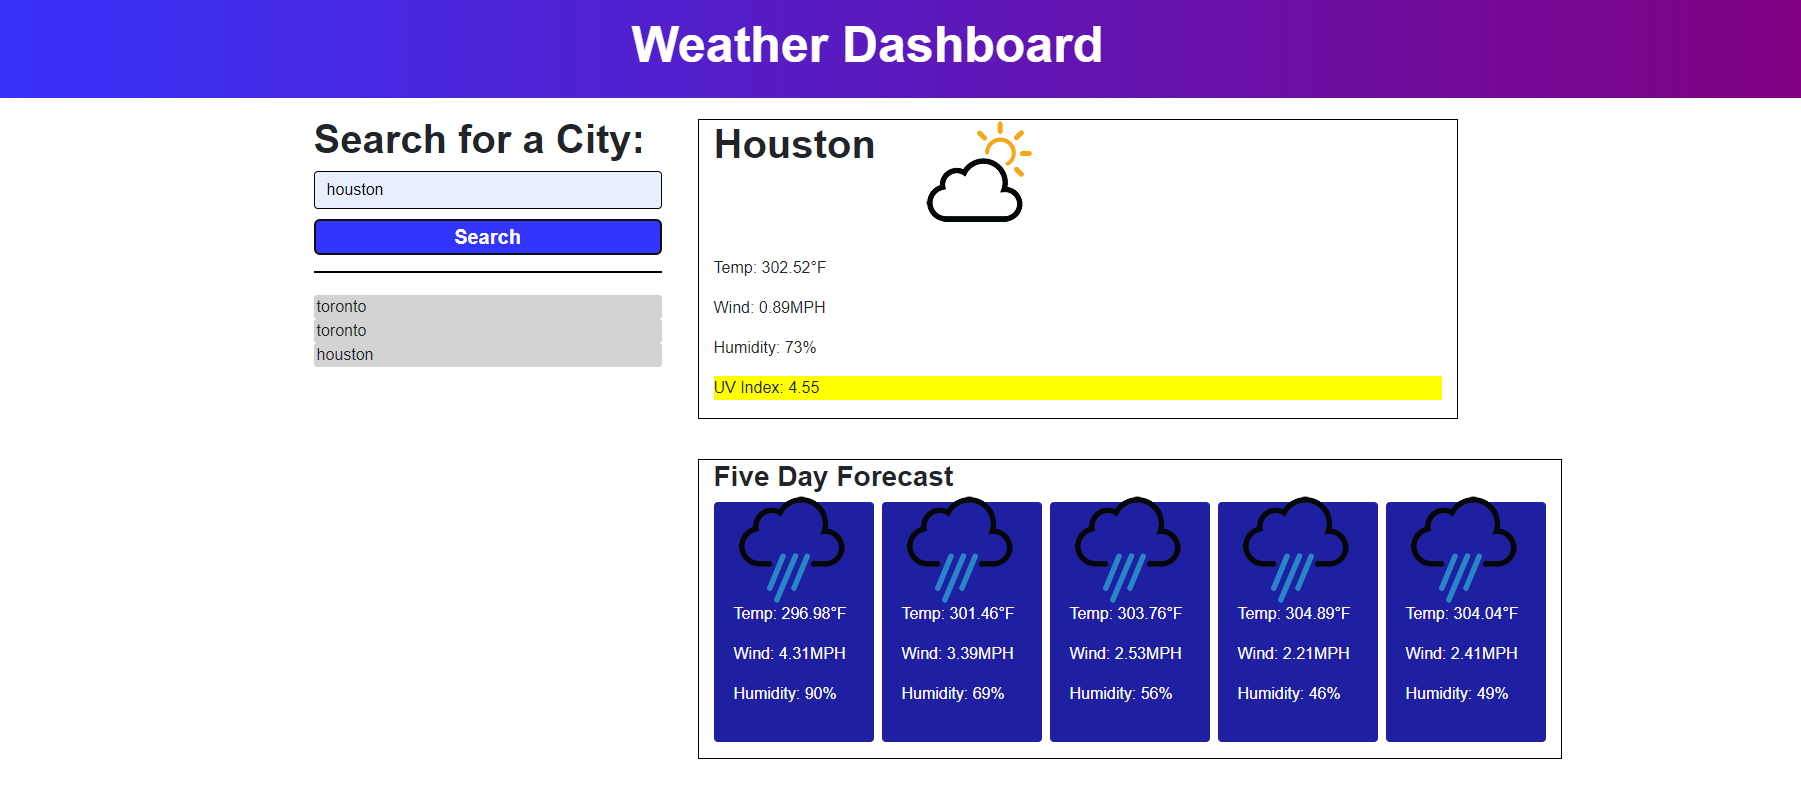 Weather Dashboard
Search for a City:
houston
Search
toronto
toronto
houston
Houston
Temp: 302.52°F
Wind: 0.89MPH
Humidity: 73%
UV Index: 4.55
Five Day Forecast
Temp: 296.98°F
Wind: 4.31MPH
Humidity: 90%
Temp: 301.46°F
Wind: 3.39MPH
Humidity: 69%
Temp: 303.76°F
Wind: 2.53MPH
Humidity: 56%
Temp: 304.89°F
Wind: 2.21MPH
Humidity: 46%
Temp: 304.04°F
Wind: 2.41MPH
Humidity: 49%